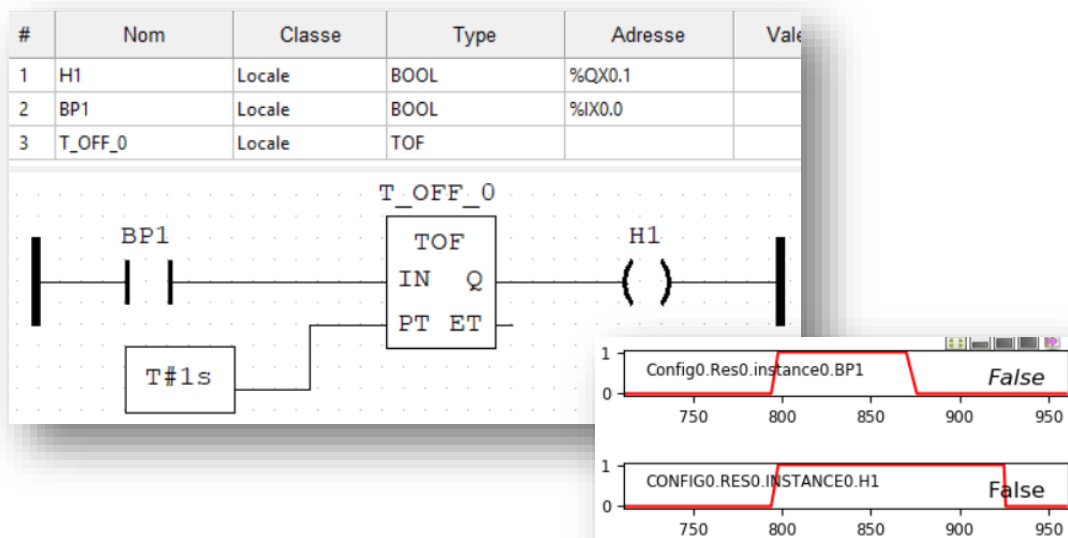 # Nom Classe Type Adresse Vale
1 H1 Locale BOOL %QX0.1
2 BP1 Locale BOOL %IX0.0
3 T_OFF_0 Locale TOF
T_OFF_0
BP1 TOF H1
IN Q
PT ET
T#1s
1
Config0.Res0.instance0.BP1 False
0
750 800 850 900 950
1
CONFIG0.RES0.INSTANCE0.H1 False
0
750 800 850 900 950